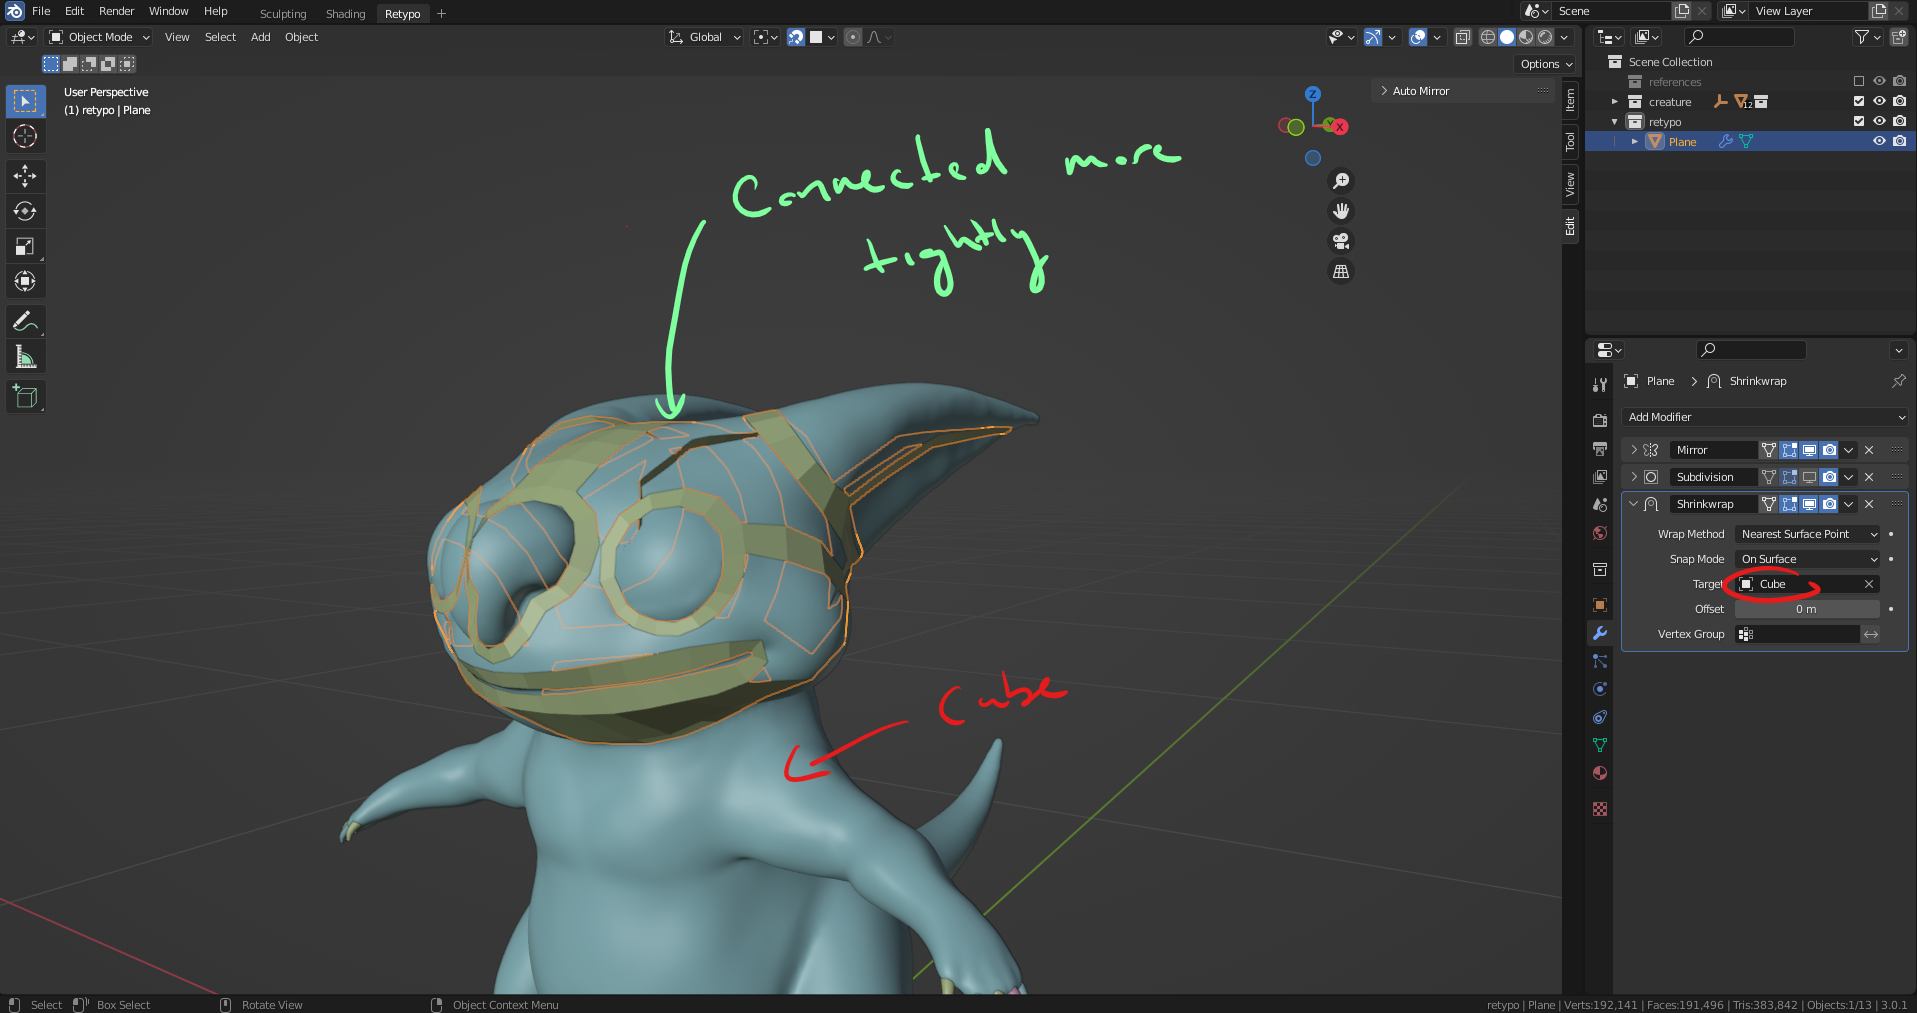 File Edit Render Window Help Sculpting Shading Retypo Scene View Layer
Object Mode View Select Add Object Global
Options
User Perspective
(1) retypo | Plane
Auto Mirror
Z
Y
X
Item
Tool
View
Edit
Connected more
tightly
Cube
Scene Collection
references
creature 12
retypo
Plane
Plane > Shrinkwrap
Add Modifier
Mirror
Subdivision
Shrinkwrap
Wrap Method Nearest Surface Point
Snap Mode On Surface
Target Cube
Offset 0 m
Vertex Group
Select Box Select Rotate View Object Context Menu
retypo | Plane | Verts:192,141 | Faces:191,496 | Tris:383,842 | Objects:1/13 | 3.0.1